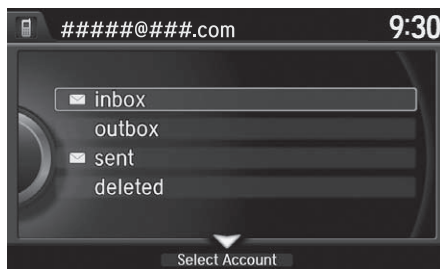 #####@###.com
9:30
inbox
outbox
sent
deleted
Select Account